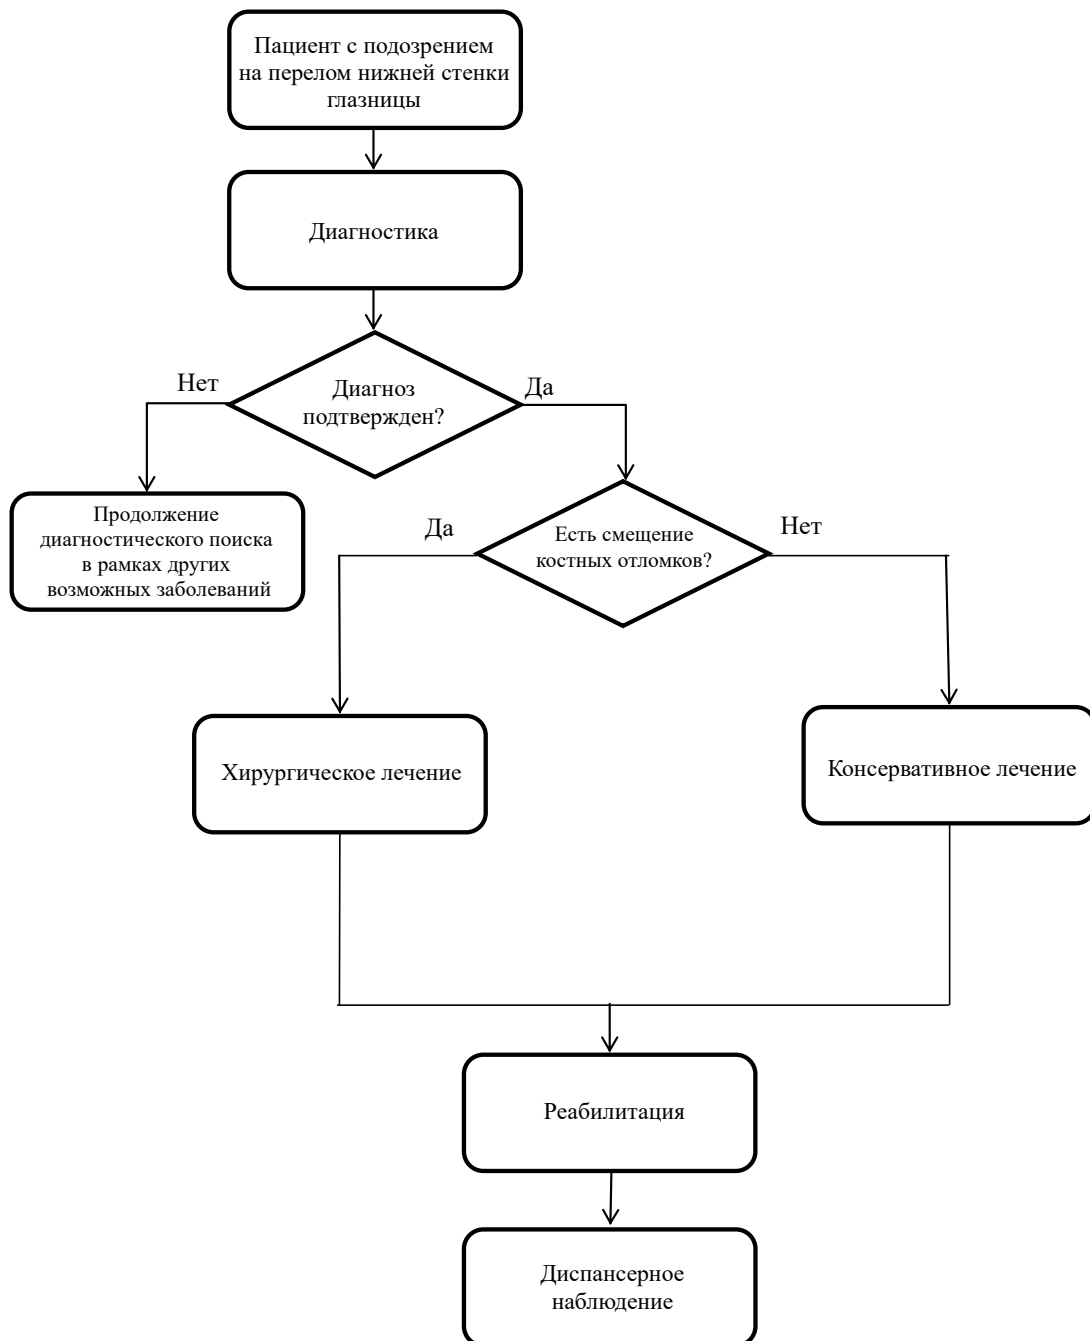 Пациент с подозрением
на перелом нижней стенки
глазницы
Диагностика
Нет
Да
Диагноз
подтвержден?
Продолжение
диагностического поиска
в рамках других
возможных заболеваний
Да
Нет
Есть смещение
костных отломков?
Хирургическое лечение
Консервативное лечение
Реабилитация
Диспансерное
наблюдение